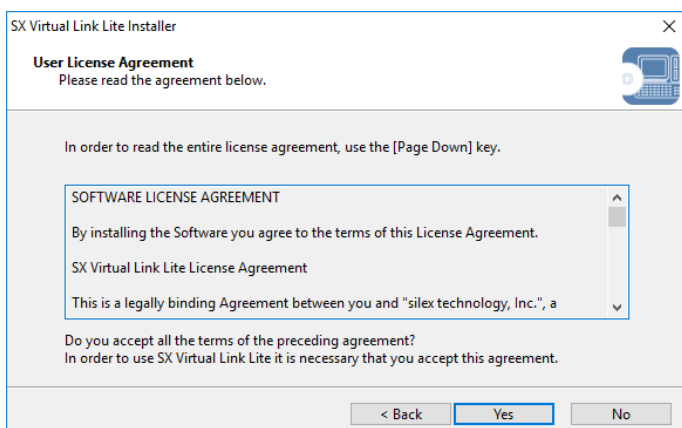 SX Virtual Link Lite Installer
User License Agreement
Please read the agreement below.
In order to read the entire license agreement, use the [Page Down] key.
SOFTWARE LICENSE AGREEMENT
By installing the Software you agree to the terms of this License Agreement.
SX Virtual Link Lite License Agreement
This is a legally binding Agreement between you and "silex technology, Inc.", a
Do you accept all the terms of the preceding agreement?
In order to use SX Virtual Link Lite it is necessary that you accept this agreement.
< Back Yes No